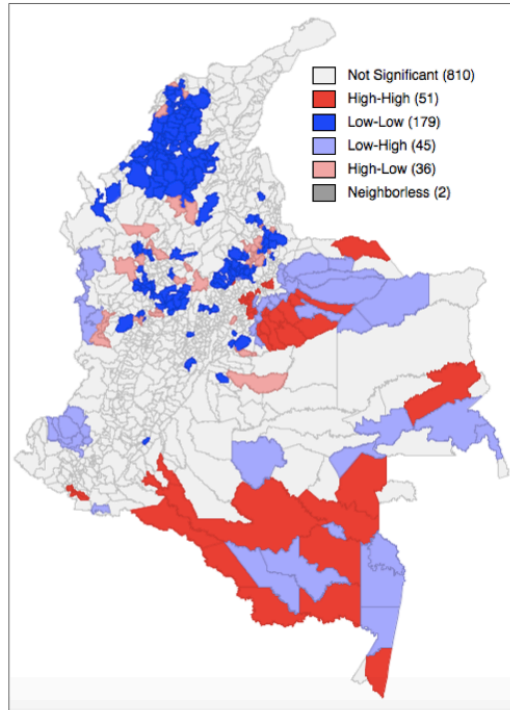 Not Significant (810)
High-High (51)
Low-Low (179)
Low-High (45)
High-Low (36)
Neighborless (2)